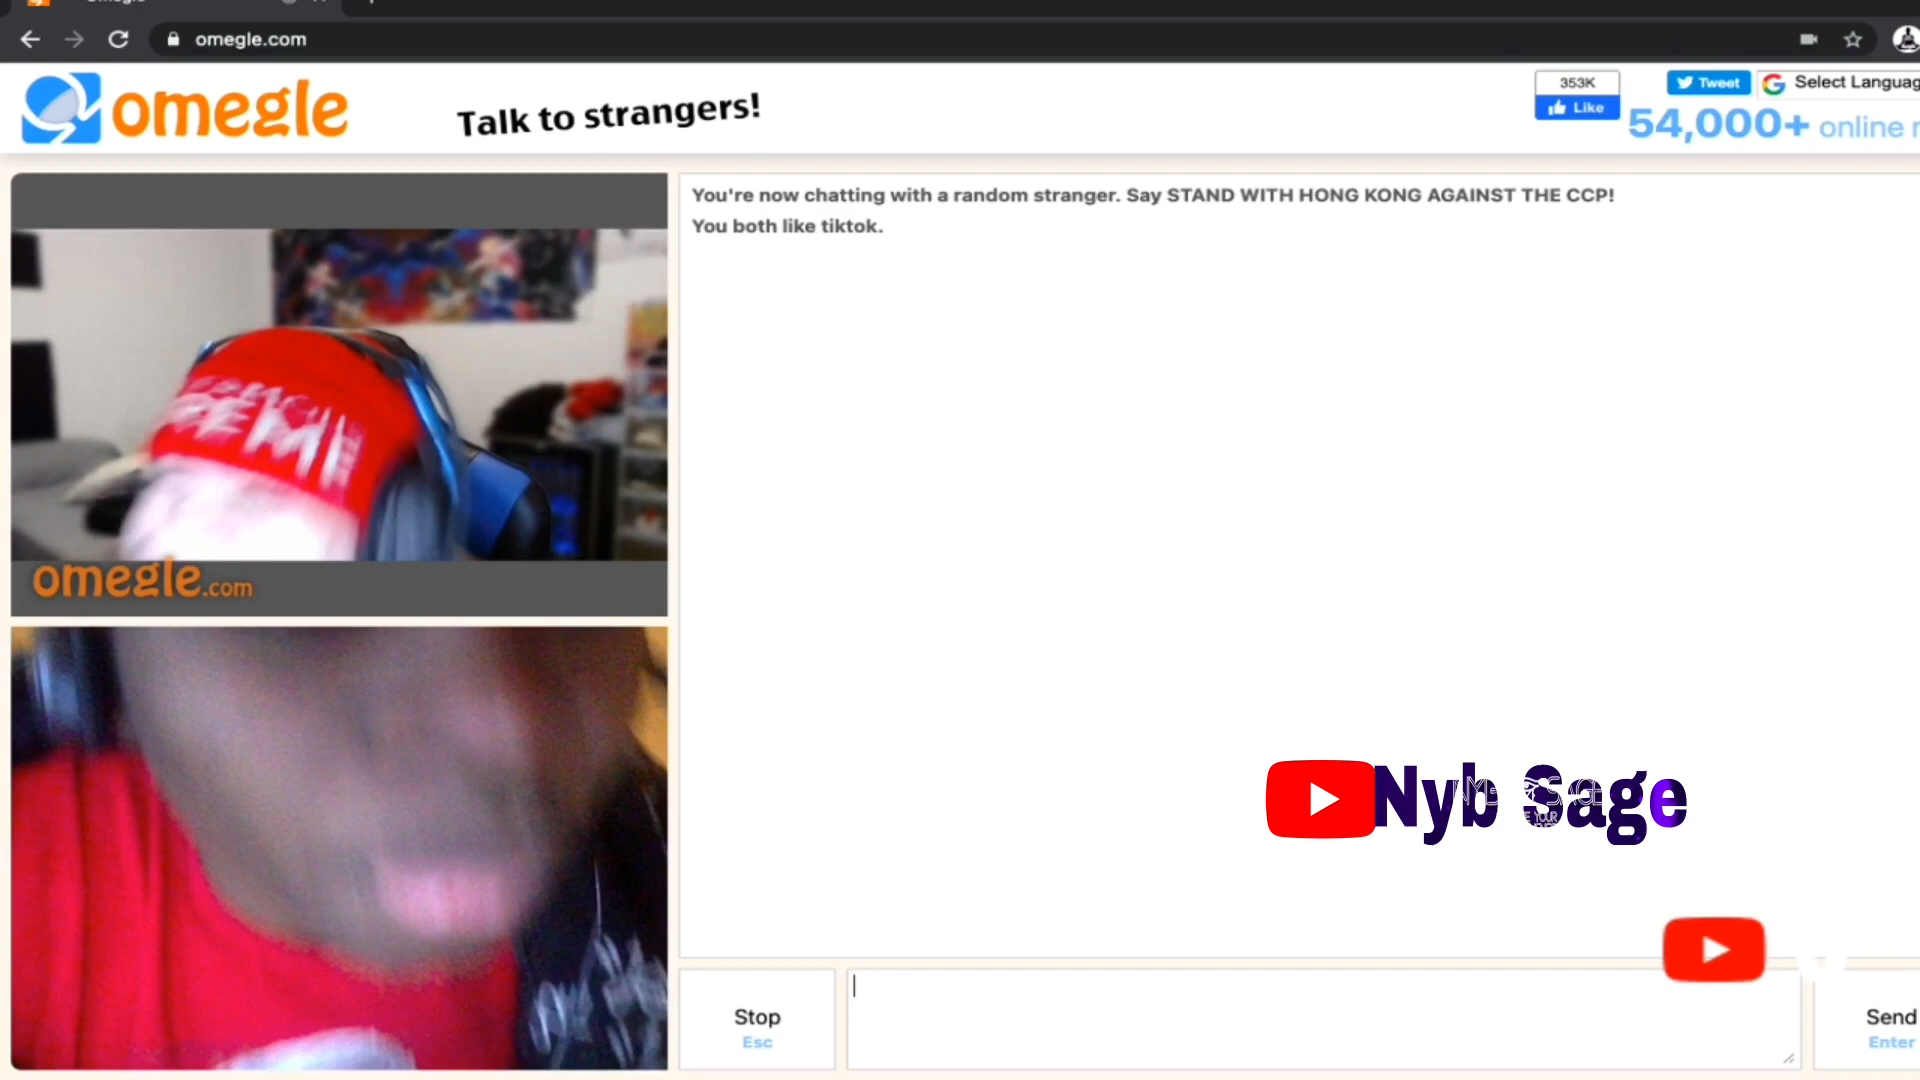 omegle.com
omegle
Talk to strangers!
353K
Like
Tweet
Select Languag
54,000+ online
You're now chatting with a random stranger. Say STAND WITH HONG KONG AGAINST THE CCP!
You both like tiktok.
omegle.com
Nyb Sage
Stop
Esc
Send
Enter